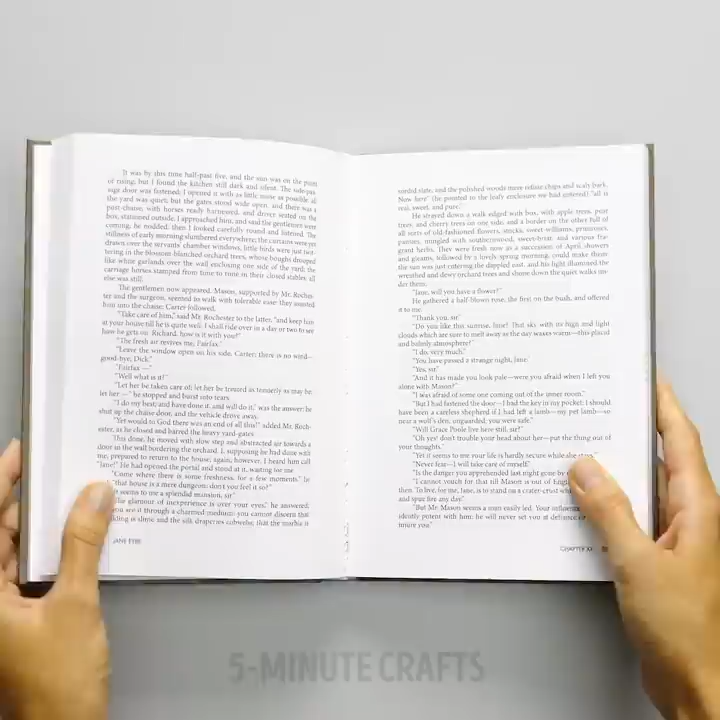 It was by this time half-past five, and the sun was on the point
of rising; but I found the kitchen still dark and silent. The side-pas-
sage door was fastened; I opened it with as little noise as possible: all
the yard was quiet; but the gates stood wide open, and there was a
post-chaise, with horses ready harnessed, and driver seated on the
box, stationed outside. I approached him, and said the gentlemen were
coming; he nodded: then I looked carefully round and listened. The
stillness of early morning slumbered everywhere; the curtains were yet
drawn over the servants' chamber windows; little birds were just twit-
tering in the blossom-blanched orchard trees, whose boughs drooped
like white garlands over the wall enclosing one side of the yard; the
carriage horses stamped from time to time in their closed stables: all
else was still.
The gentlemen now appeared. Mason, supported by Mr. Roches-
ter and the surgeon, seemed to walk with tolerable ease: they assisted
him into the chaise; Carter followed.
"Take care of him," said Mr. Rochester to the latter, "and keep him
at your house till he is quite well: I shall ride over in a day or two to see
how he gets on. Richard, how is it with you?"
"The fresh air revives me, Fairfax."
"Leave the window open on his side, Carter; there is no wind—
good-bye, Dick."
"Fairfax —"
"Well what is it?"
"Let her be taken care of; let her be treated as tenderly as may be:
let her —" he stopped and burst into tears.
"I do my best; and have done it, and will do it," was the answer: he
shut up the chaise door, and the vehicle drove away.
"Yet would to God there was an end of all this!" added Mr. Roch-
ester, as he closed and barred the heavy yard-gates.
This done, he moved with slow step and abstracted air towards a
door in the wall bordering the orchard. I, supposing he had done with
me, prepared to return to the house; again, however, I heard him call
"Jane!" He had opened the portal and stood at it, waiting for me.
"Come where there is some freshness, for a few moments," he
"that house is a mere dungeon: don't you feel it so?"
seems to me a splendid mansion, sir."
glamour of inexperience is over your eyes," he answered;
you see it through a charmed medium: you cannot discern that
ding is slime and the silk draperies cobwebs; that the marble is
JANE EYRE
sordid slate, and the polished woods mere refuse chips and scaly bark.
Now here" (he pointed to the leafy enclosure we had entered) "all is
real, sweet, and pure."
He strayed down a walk edged with box, with apple trees, pear
trees, and cherry trees on one side, and a border on the other full of
all sorts of old-fashioned flowers, stocks, sweet-williams, primroses,
pansies, mingled with southernwood, sweet-briar, and various fra-
grant herbs. They were fresh now as a succession of April showers
and gleams, followed by a lovely spring morning, could make them:
the sun was just entering the dappled east, and his light illumined the
wreathed and dewy orchard trees and shone down the quiet walks un-
der them.
"Jane, will you have a flower?"
He gathered a half-blown rose, the first on the bush, and offered
it to me.
"Thank you, sir."
"Do you like this sunrise, Jane? That sky with its high and light
clouds which are sure to melt away as the day waxes warm—this placid
and balmly atmosphere?"
"I do, very much."
"You have passed a strange night, Jane."
"Yes, sir."
"And it has made you look pale—were you afraid when I left you
alone with Mason?"
"I was afraid of some one coming out of the inner room."
"But I had fastened the door—I had the key in my pocket: I should
have been a careless shepherd if I had left a lamb—my pet lamb—so
near a wolf's den, unguarded: you were safe."
"Will Grace Poole live here still, sir?"
"Oh yes! don't trouble your head about her—put the thing out of
your thoughts."
"Yet it seems to me your life is hardly secure while she stays."
"Never fear—I will take care of myself."
"Is the danger you apprehended last night gone by
"I cannot vouch for that till Mason is out of Eng
then. To live, for me, Jane, is to stand on a crater-crust wh
and spue fire any day."
"But Mr. Mason seems a man easily led. Your influence
idently potent with him: he will never set you at defiance
injure you."
CHAPTER XX
5-MINUTE CRAFTS